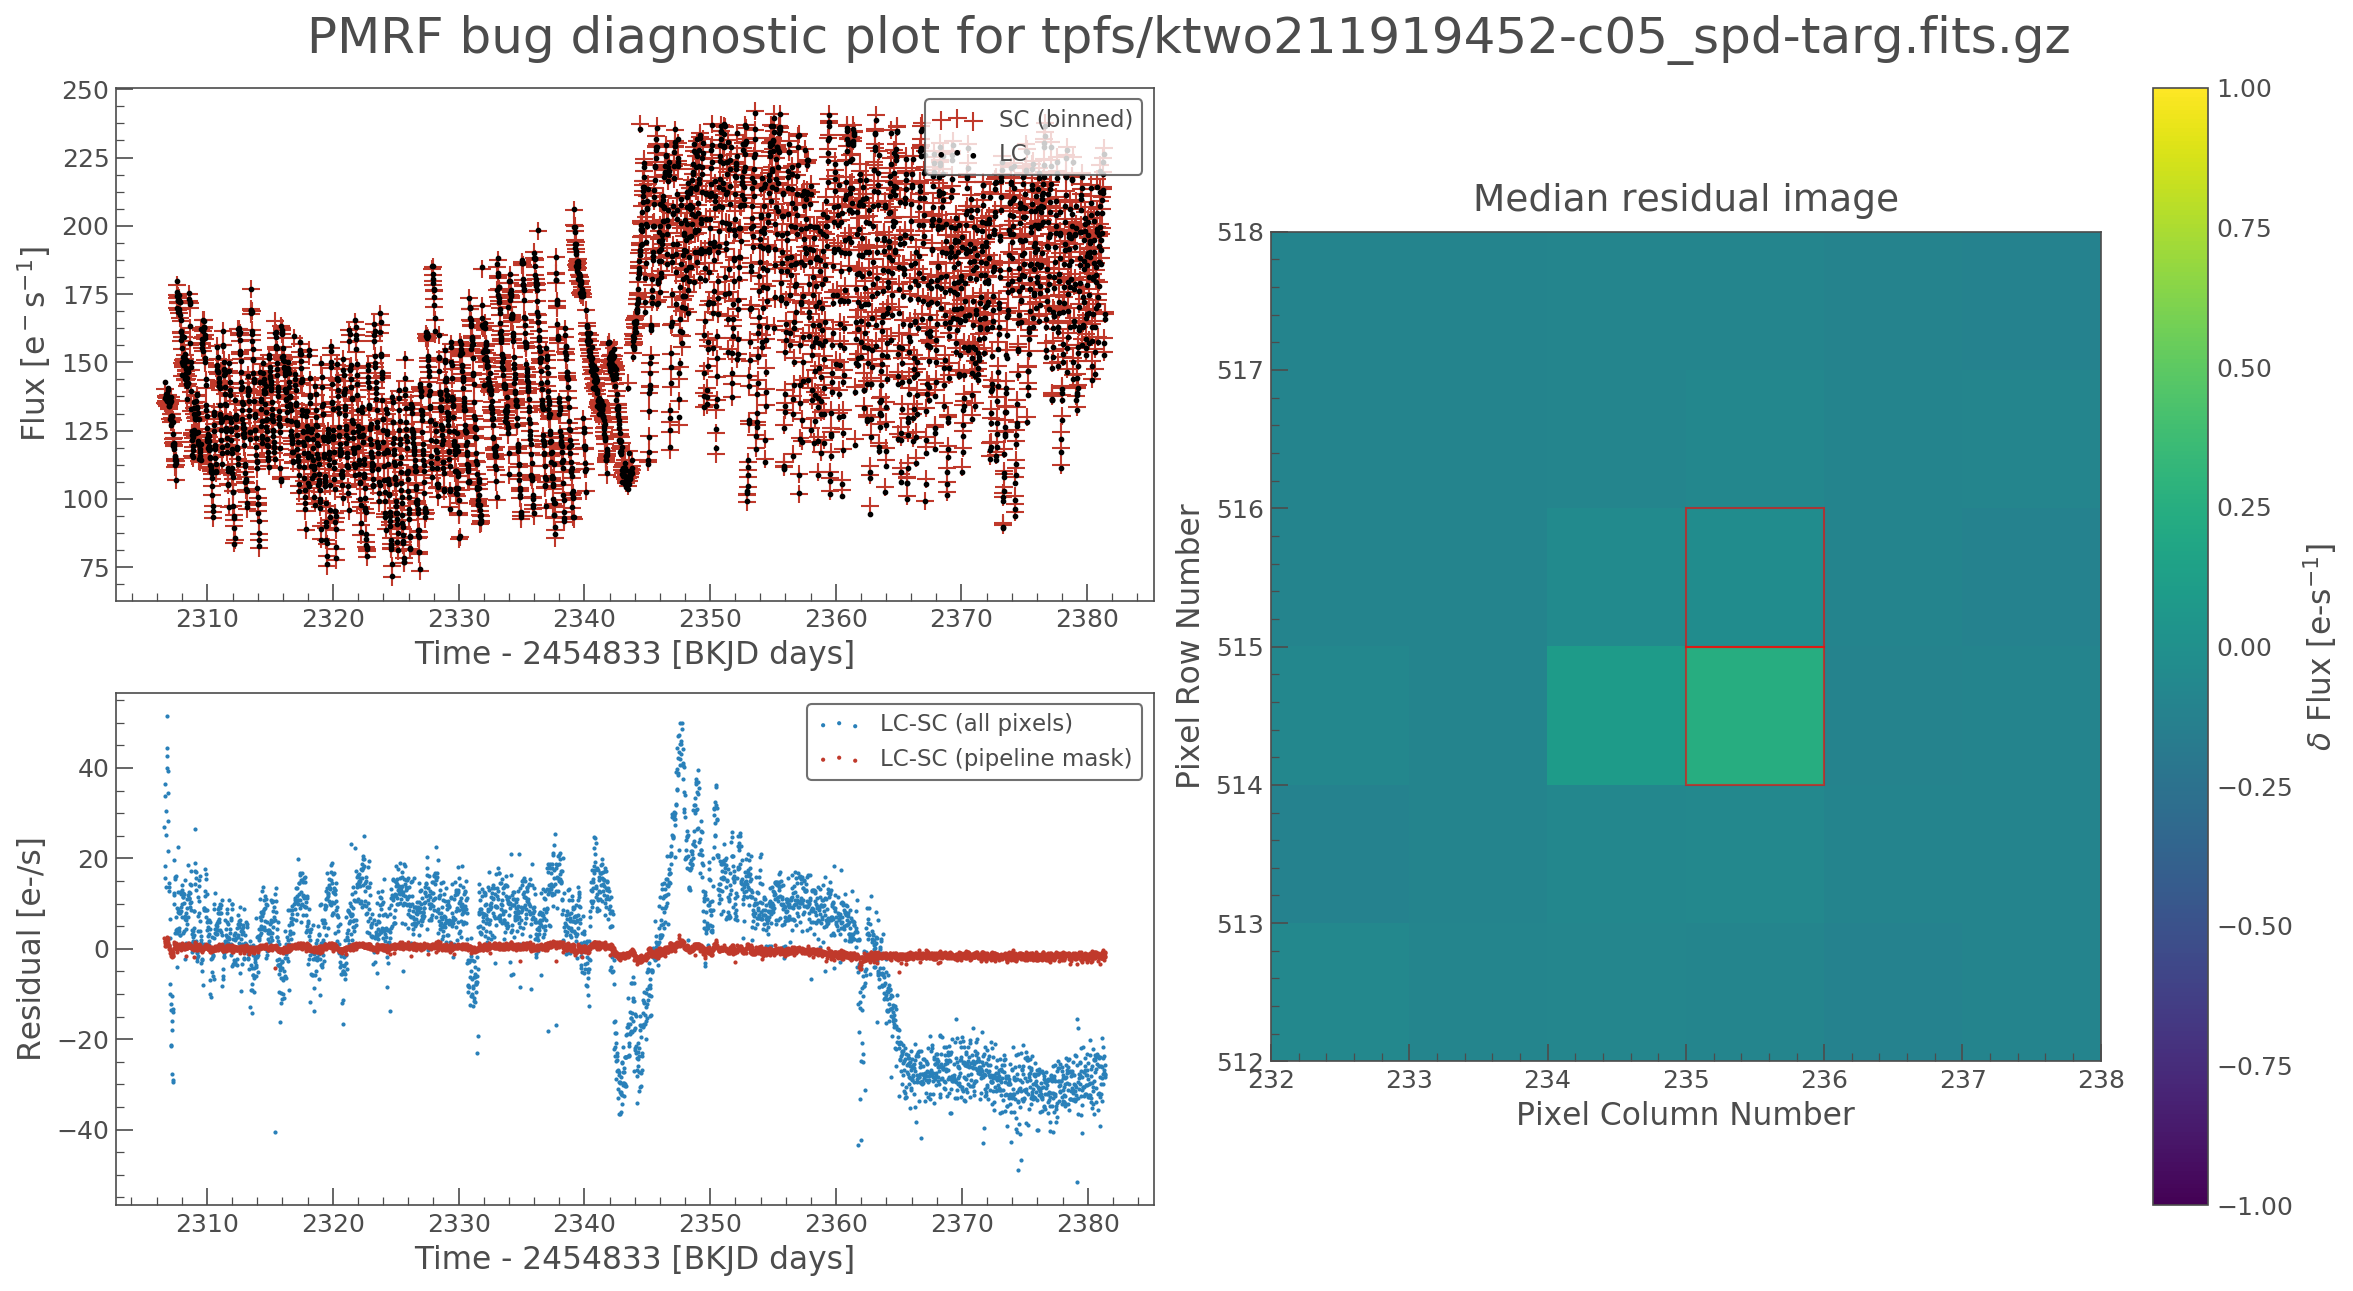 PMRF bug diagnostic plot for tpfs/ktwo211919452-c05_spd-targ.fits.gz
250
225
200
175
150
125
100
75
Flux [e⁻ s⁻¹]
SC (binned)
LC
2310 2320 2330 2340 2350 2360 2370 2380
Time - 2454833 [BKJD days]
40
20
0
−20
−40
Residual [e-/s]
LC-SC (all pixels)
LC-SC (pipeline mask)
2310 2320 2330 2340 2350 2360 2370 2380
Time - 2454833 [BKJD days]
Median residual image
518
517
516
515
514
513
512
Pixel Row Number
232 233 234 235 236 237 238
Pixel Column Number
1.00
0.75
0.50
0.25
0.00
−0.25
−0.50
−0.75
−1.00
δ Flux [e-s⁻¹]